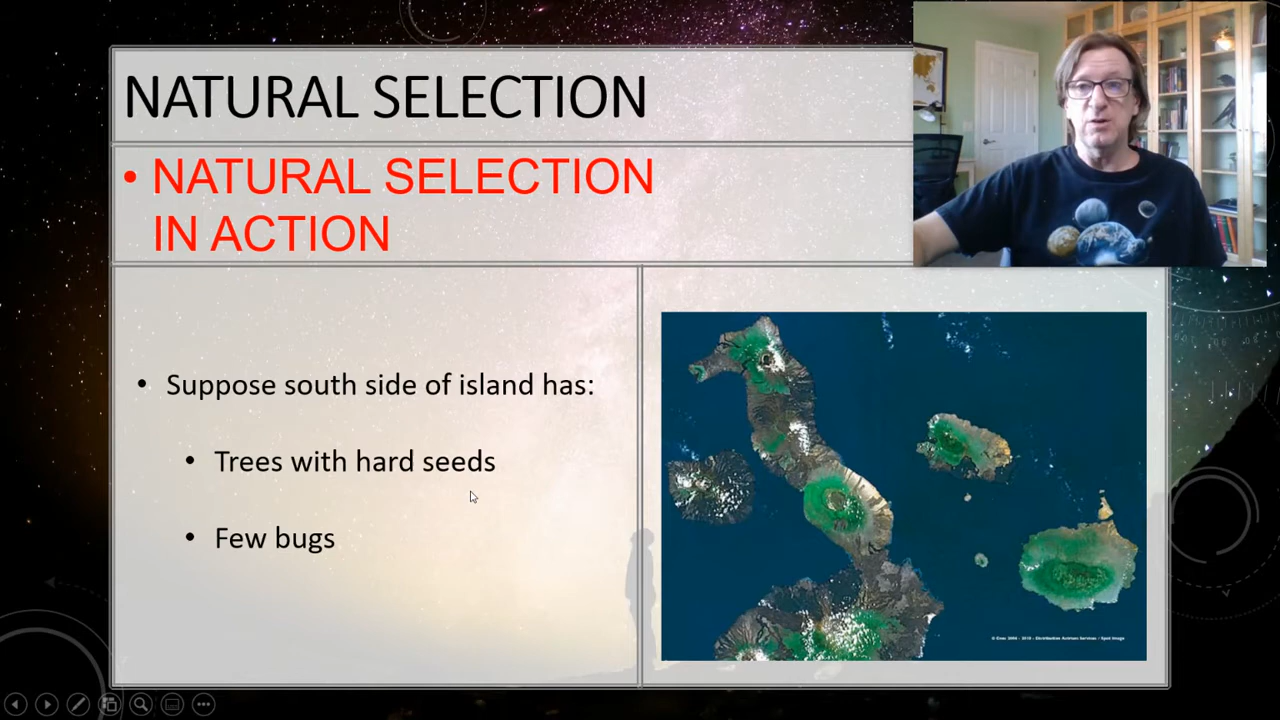 NATURAL SELECTION
• NATURAL SELECTION
IN ACTION
• Suppose south side of island has:
• Trees with hard seeds
• Few bugs